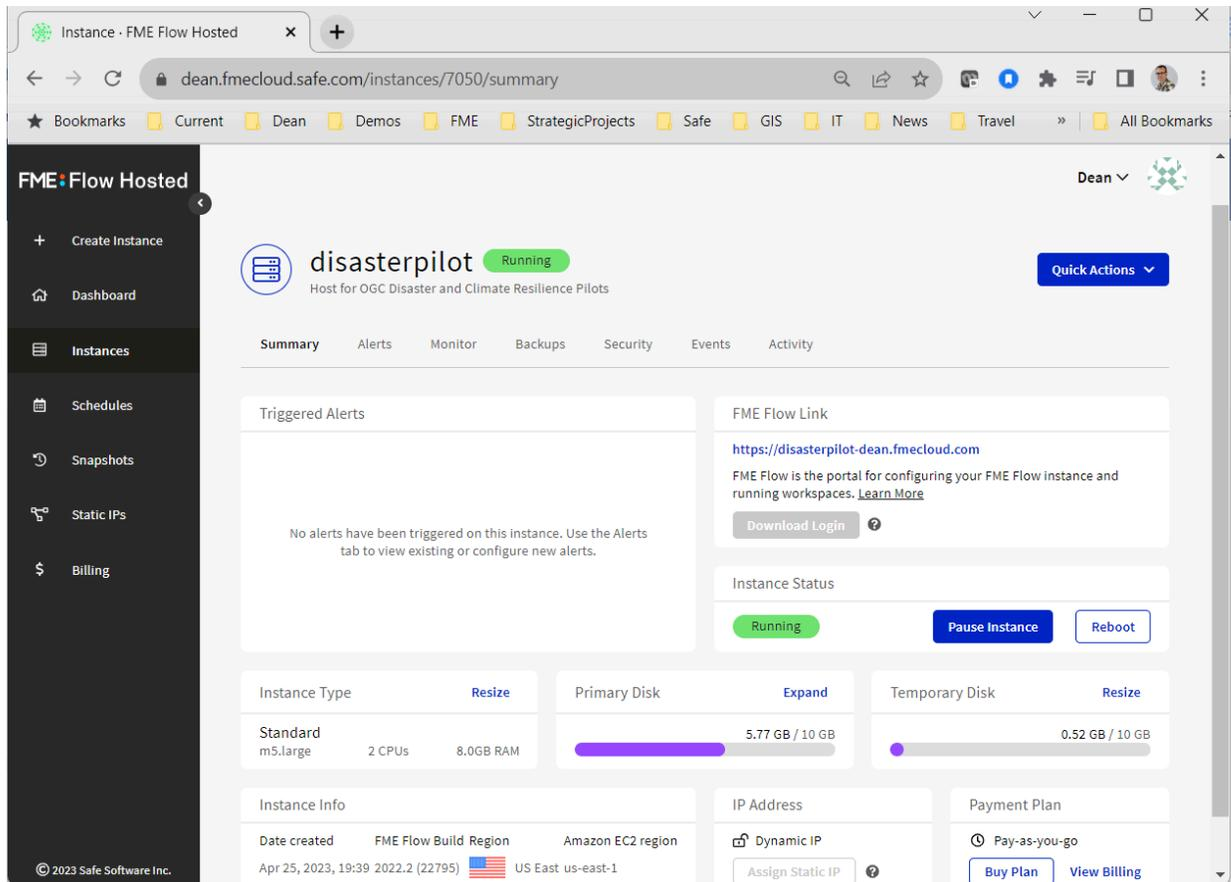 Instance · FME Flow Hosted
dean.fmecloud.safe.com/instances/7050/summary
Bookmarks Current Dean Demos FME StrategicProjects Safe GIS IT News Travel » All Bookmarks
FME:Flow Hosted
Dean
Create Instance
Dashboard
Instances
Schedules
Snapshots
Static IPs
Billing
© 2023 Safe Software Inc.
disasterpilot Running
Host for OGC Disaster and Climate Resilience Pilots
Quick Actions
Summary Alerts Monitor Backups Security Events Activity
Triggered Alerts
No alerts have been triggered on this instance. Use the Alerts
tab to view existing or configure new alerts.
FME Flow Link
https://disasterpilot-dean.fmecloud.com
FME Flow is the portal for configuring your FME Flow instance and
running workspaces. Learn More
Download Login ?
Instance Status
Running Pause Instance Reboot
Instance Type Resize
Standard
m5.large 2 CPUs 8.0GB RAM
Primary Disk Expand
5.77 GB / 10 GB
Temporary Disk Resize
0.52 GB / 10 GB
Instance Info
Date created FME Flow Build Region Amazon EC2 region
Apr 25, 2023, 19:39 2022.2 (22795) US East us-east-1
IP Address
Dynamic IP
Assign Static IP ?
Payment Plan
Pay-as-you-go
Buy Plan View Billing